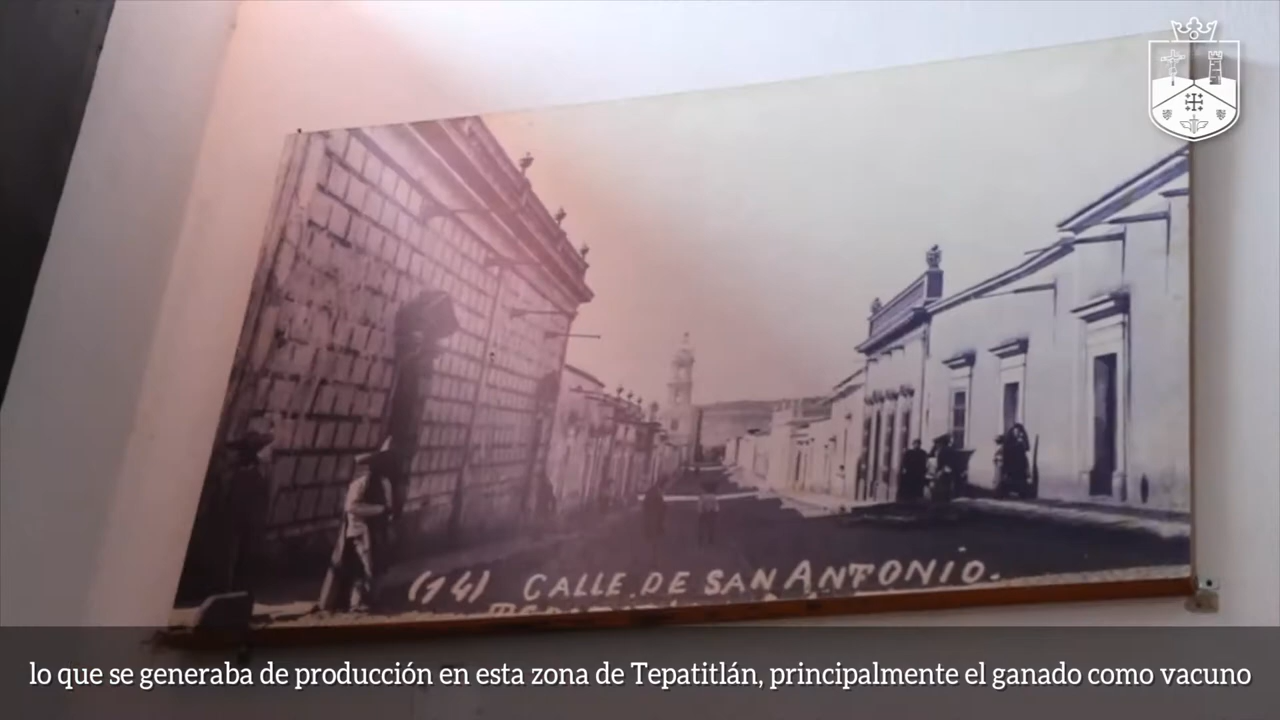 (14) CALLE DE SAN ANTONIO.
lo que se generaba de producción en esta zona de Tepatitlán, principalmente el ganado como vacuno